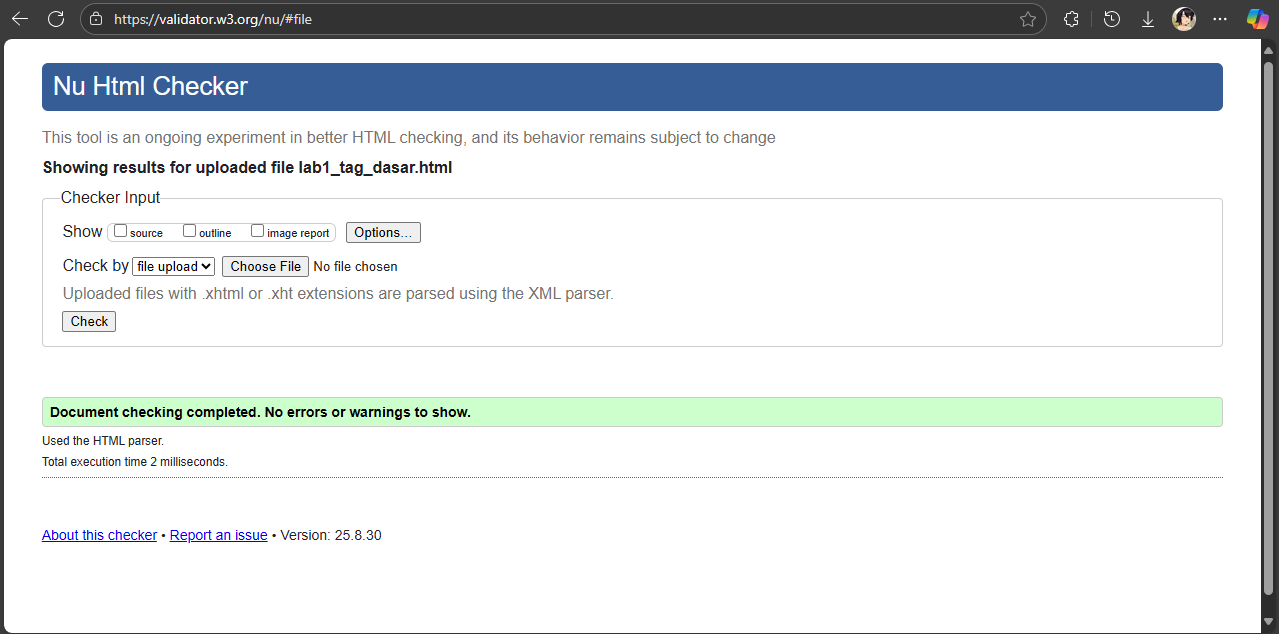 https://validator.w3.org/nu/#file
Nu Html Checker
This tool is an ongoing experiment in better HTML checking, and its behavior remains subject to change
Showing results for uploaded file lab1_tag_dasar.html
Checker Input
Show source outline image report Options...
Check by file upload Choose File No file chosen
Uploaded files with .xhtml or .xht extensions are parsed using the XML parser.
Check
Document checking completed. No errors or warnings to show.
Used the HTML parser.
Total execution time 2 milliseconds.
About this checker • Report an issue • Version: 25.8.30